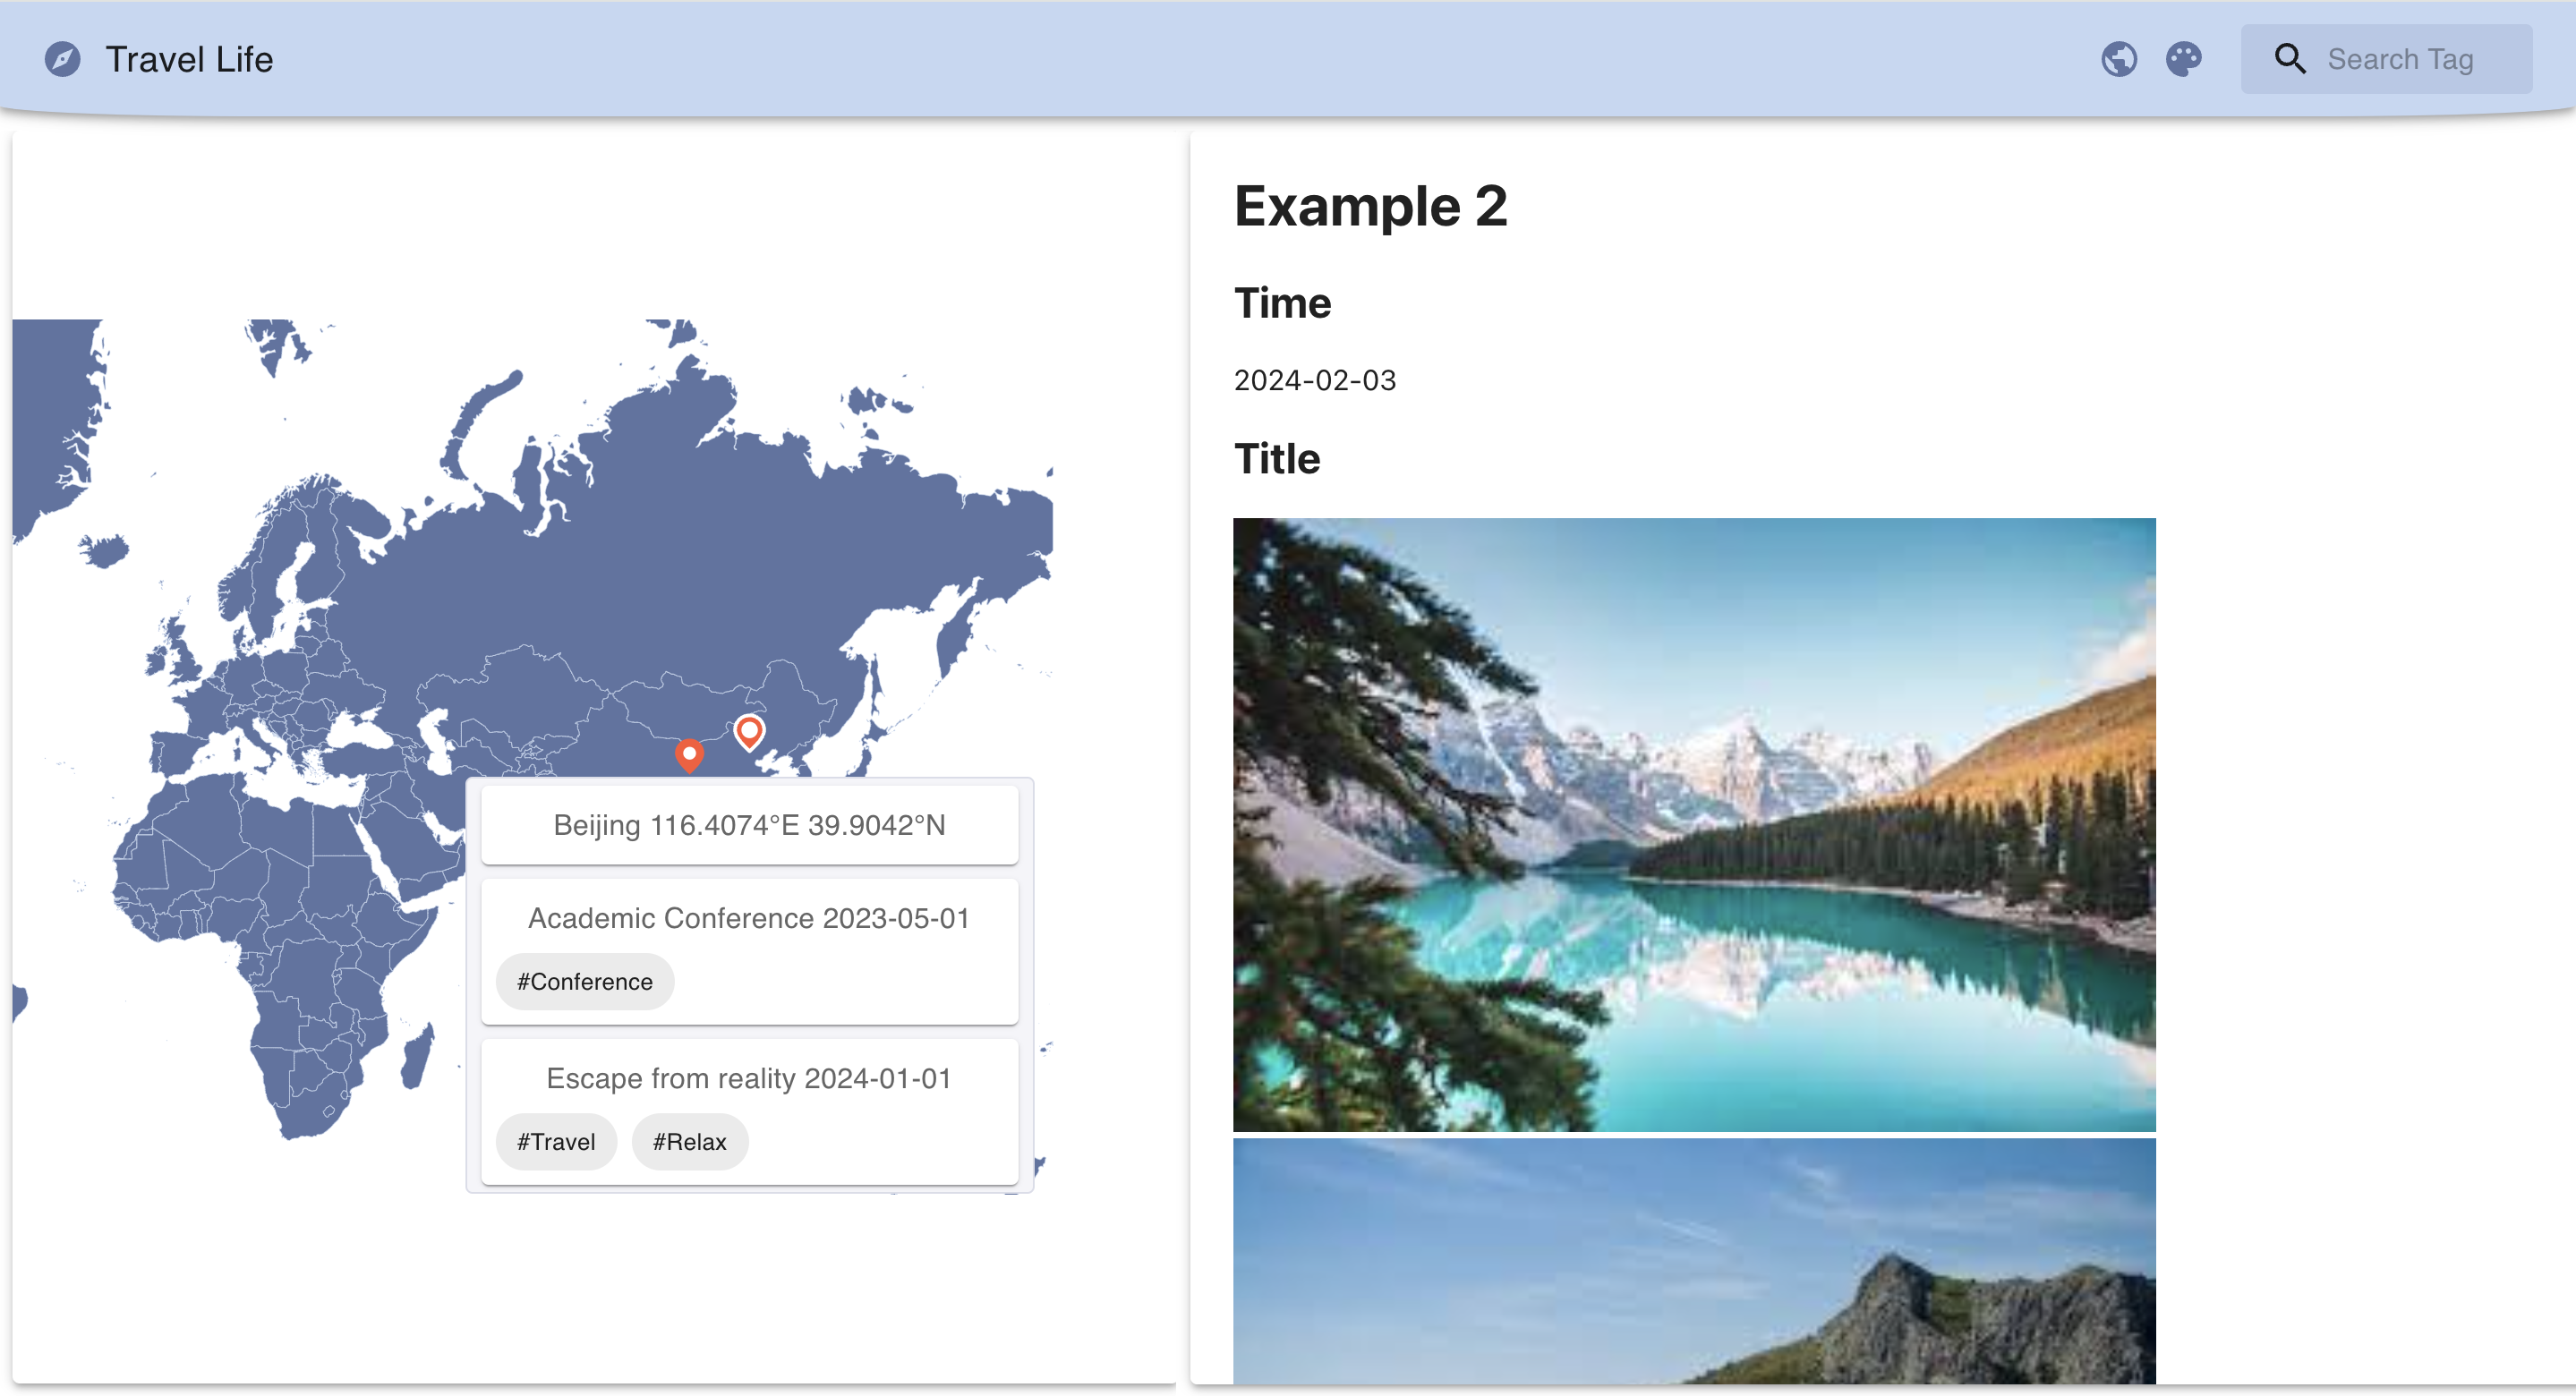 Travel Life
Search Tag
Beijing 116.4074°E 39.9042°N
Academic Conference 2023-05-01
#Conference
Escape from reality 2024-01-01
#Travel #Relax
Example 2
Time
2024-02-03
Title